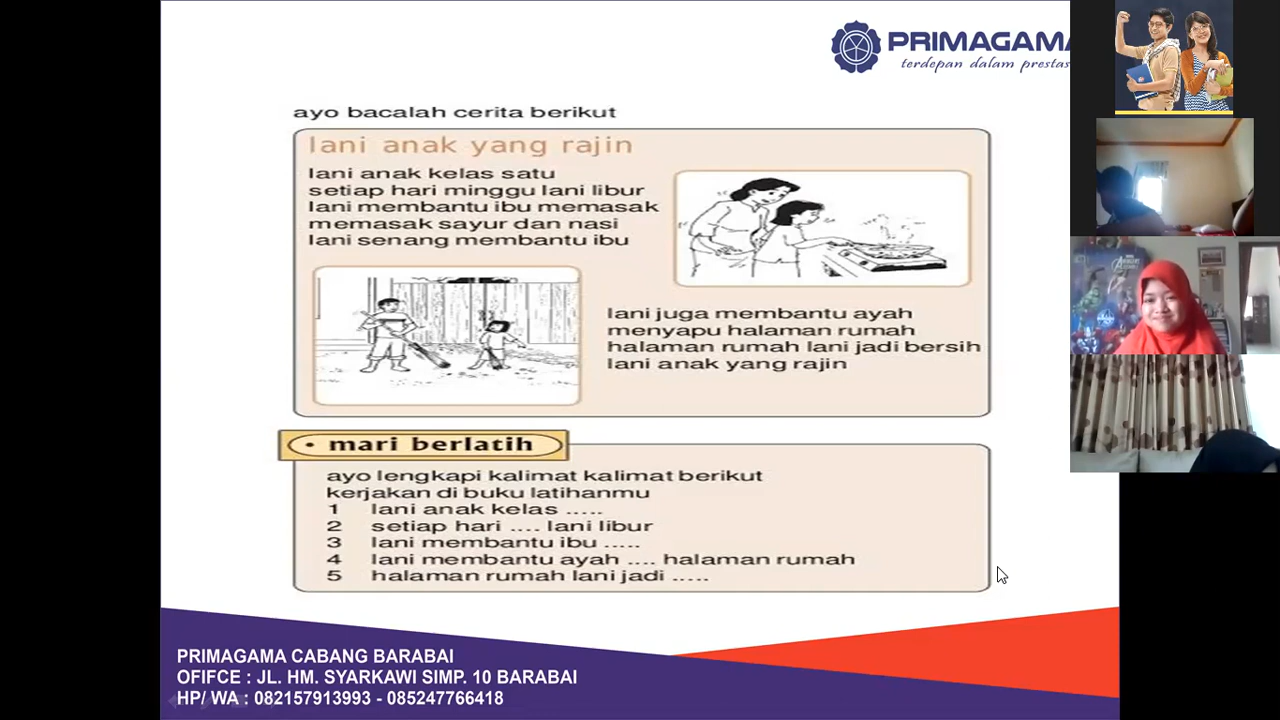 PRIMAGAMA
terdepan dalam prestas
ayo bacalah cerita berikut
lani anak yang rajin
lani anak kelas satu
setiap hari minggu lani libur
lani membantu ibu memasak
memasak sayur dan nasi
lani senang membantu ibu
lani juga membantu ayah
menyapu halaman rumah
halaman rumah lani jadi bersih
lani anak yang rajin
• mari berlatih
ayo lengkapi kalimat kalimat berikut
kerjakan di buku latihanmu
1 lani anak kelas .....
2 setiap hari .... lani libur
3 lani membantu ibu .....
4 lani membantu ayah .... halaman rumah
5 halaman rumah lani jadi .....
PRIMAGAMA CABANG BARABAI
OFIFCE : JL. HM. SYARKAWI SIMP. 10 BARABAI
HP/ WA : 082157913993 - 085247766418